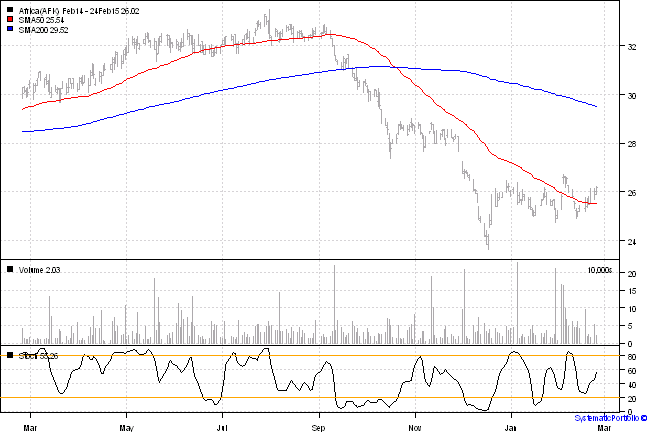 Africa(AFK) Feb14 - 24Feb15 26.02
SMA50 25.54
SMA200 29.52
32
30
28
26
24
Volume 2.03
10,000s
20
15
10
5
0
Stoch 55.26
80
60
40
20
0
Mar May Jul Sep Nov Jan Mar
SystematicPortfolio ©